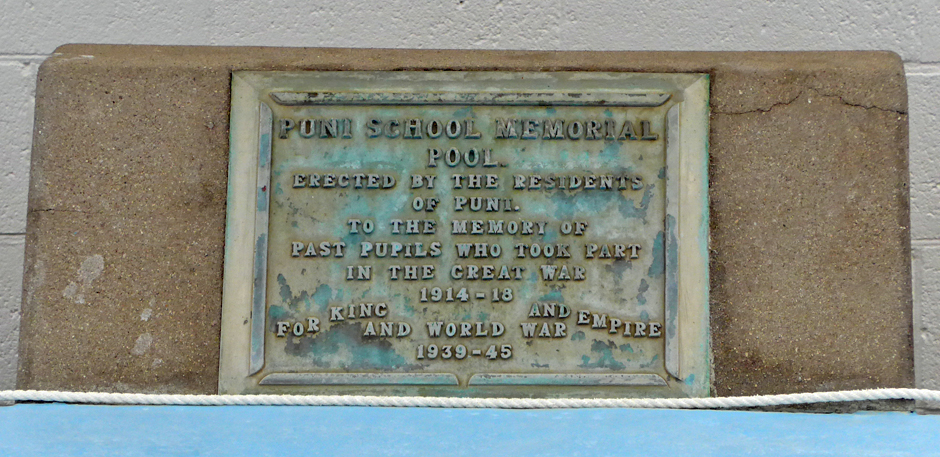 PUNI SCHOOL MEMORIAL
POOL.
ERECTED BY THE RESIDENTS
OF PUNI.
TO THE MEMORY OF
PAST PUPILS WHO TOOK PART
IN THE GREAT WAR
1914-18
FOR KING AND EMPIRE
AND WORLD WAR
1939-45